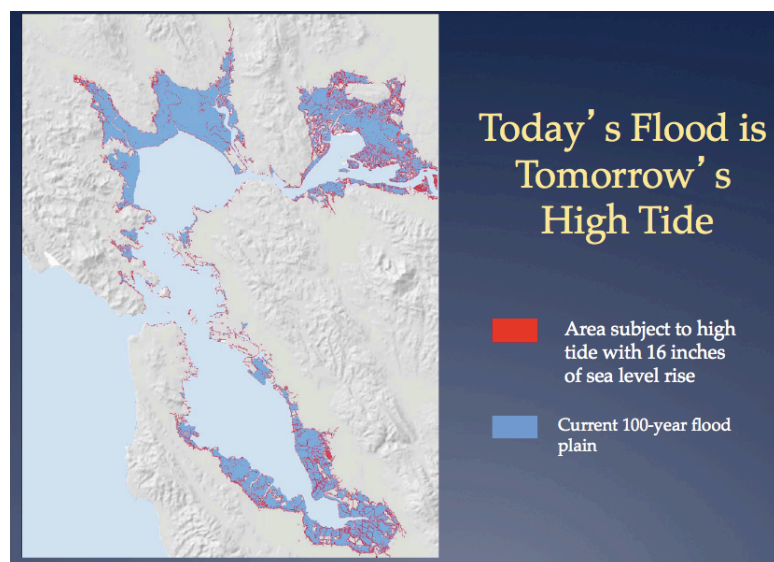 Today’s Flood is
Tomorrow’s
High Tide
Area subject to high
tide with 16 inches
of sea level rise
Current 100-year flood
plain